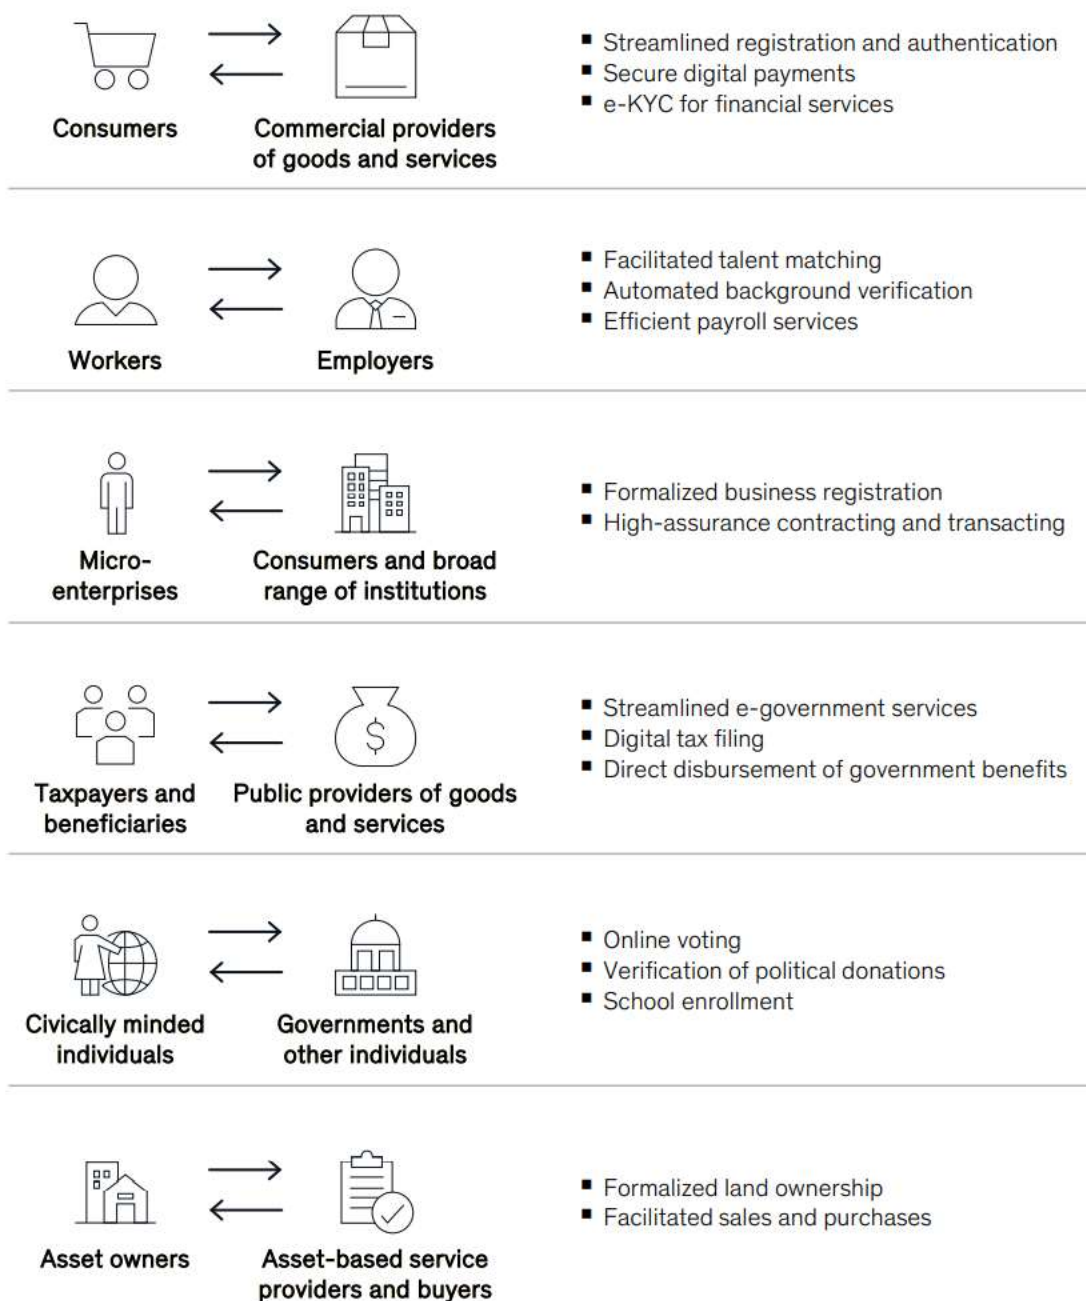 Consumers
Commercial providers
of goods and services
■ Streamlined registration and authentication
■ Secure digital payments
■ e-KYC for financial services
Workers
Employers
■ Facilitated talent matching
■ Automated background verification
■ Efficient payroll services
Micro-
enterprises
Consumers and broad
range of institutions
■ Formalized business registration
■ High-assurance contracting and transacting
$
Taxpayers and
beneficiaries
Public providers of goods
and services
■ Streamlined e-government services
■ Digital tax filing
■ Direct disbursement of government benefits
Civically minded
individuals
Governments and
other individuals
■ Online voting
■ Verification of political donations
■ School enrollment
Asset owners
Asset-based service
providers and buyers
■ Formalized land ownership
■ Facilitated sales and purchases